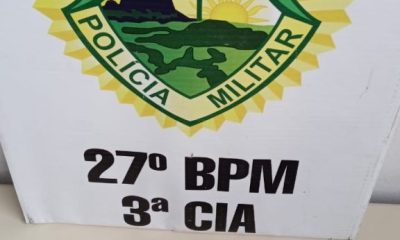 POLÍCIA MILITAR
27º BPM
3ª CIA